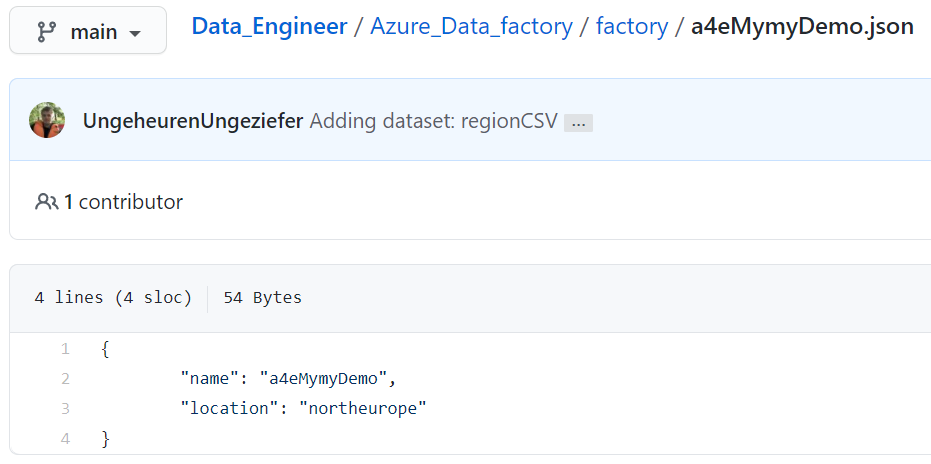 main Data_Engineer / Azure_Data_factory / factory / a4eMymyDemo.json
UngeheurenUngeziefer Adding dataset: regionCSV ...
1 contributor
4 lines (4 sloc) 54 Bytes
1 {
2 "name": "a4eMymyDemo",
3 "location": "northeurope"
4 }